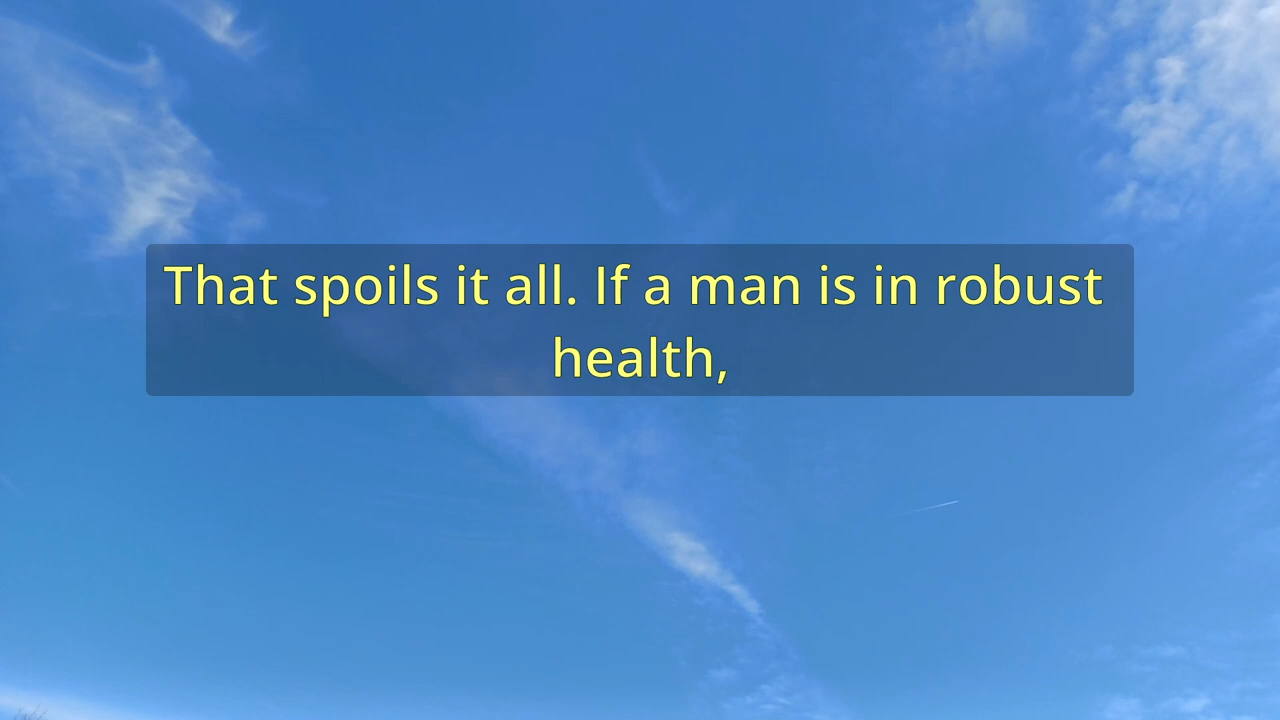 That spoils it all. If a man is in robust
health,